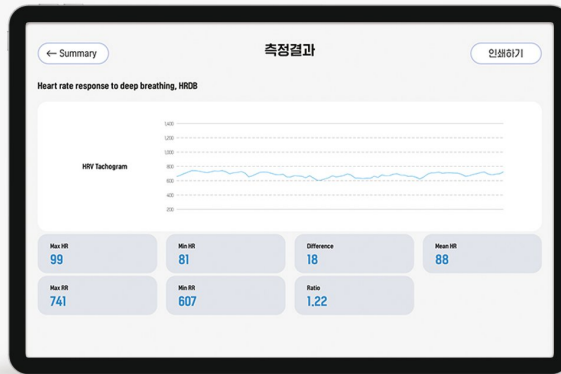 ← Summary
측정결과
인쇄하기
Heart rate response to deep breathing, HRDB
HRV Tachogram
1,400
1,200
1,000
800
600
400
200
Max HR
99
Min HR
81
Difference
18
Mean HR
88
Max RR
741
Min RR
607
Ratio
1.22